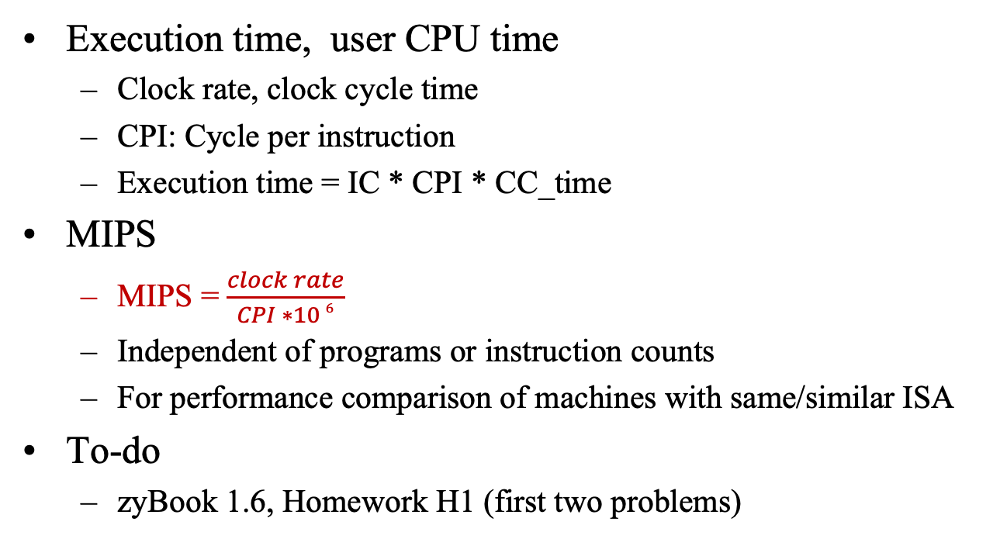 • Execution time,  user CPU time
– Clock rate, clock cycle time
– CPI: Cycle per instruction
– Execution time = IC * CPI * CC_time
• MIPS
– MIPS = clock rate / CPI *10 ^6
– Independent of programs or instruction counts
– For performance comparison of machines with same/similar ISA
• To-do
– zyBook 1.6, Homework H1 (first two problems)